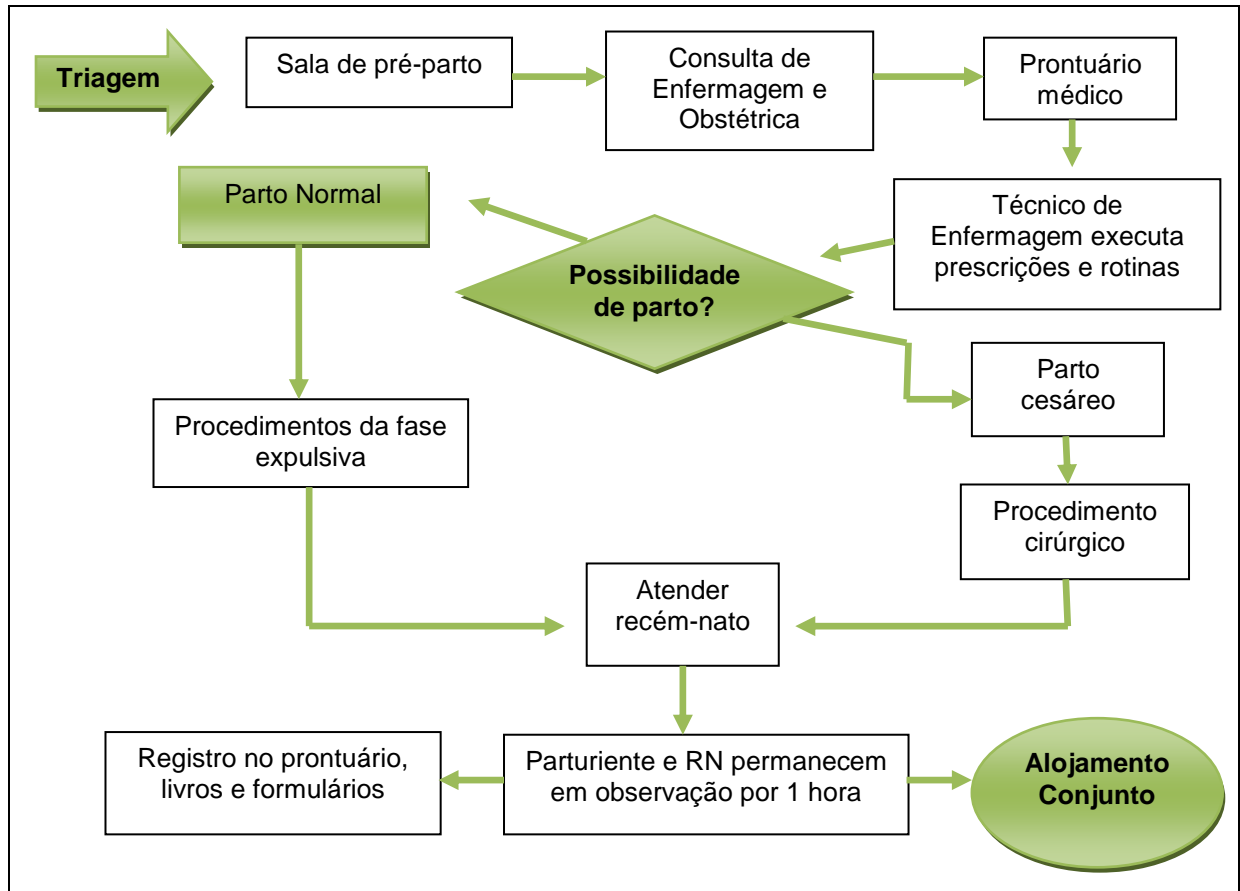 Triagem
Sala de pré-parto
Consulta de
Enfermagem e
Obstétrica
Prontuário
médico
Técnico de
Enfermagem executa
prescrições e rotinas
Possibilidade
de parto?
Parto Normal
Procedimentos da fase
expulsiva
Parto
cesáreo
Procedimento
cirúrgico
Atender
recém-nato
Parturiente e RN permanecem
em observação por 1 hora
Registro no prontuário,
livros e formulários
Alojamento
Conjunto